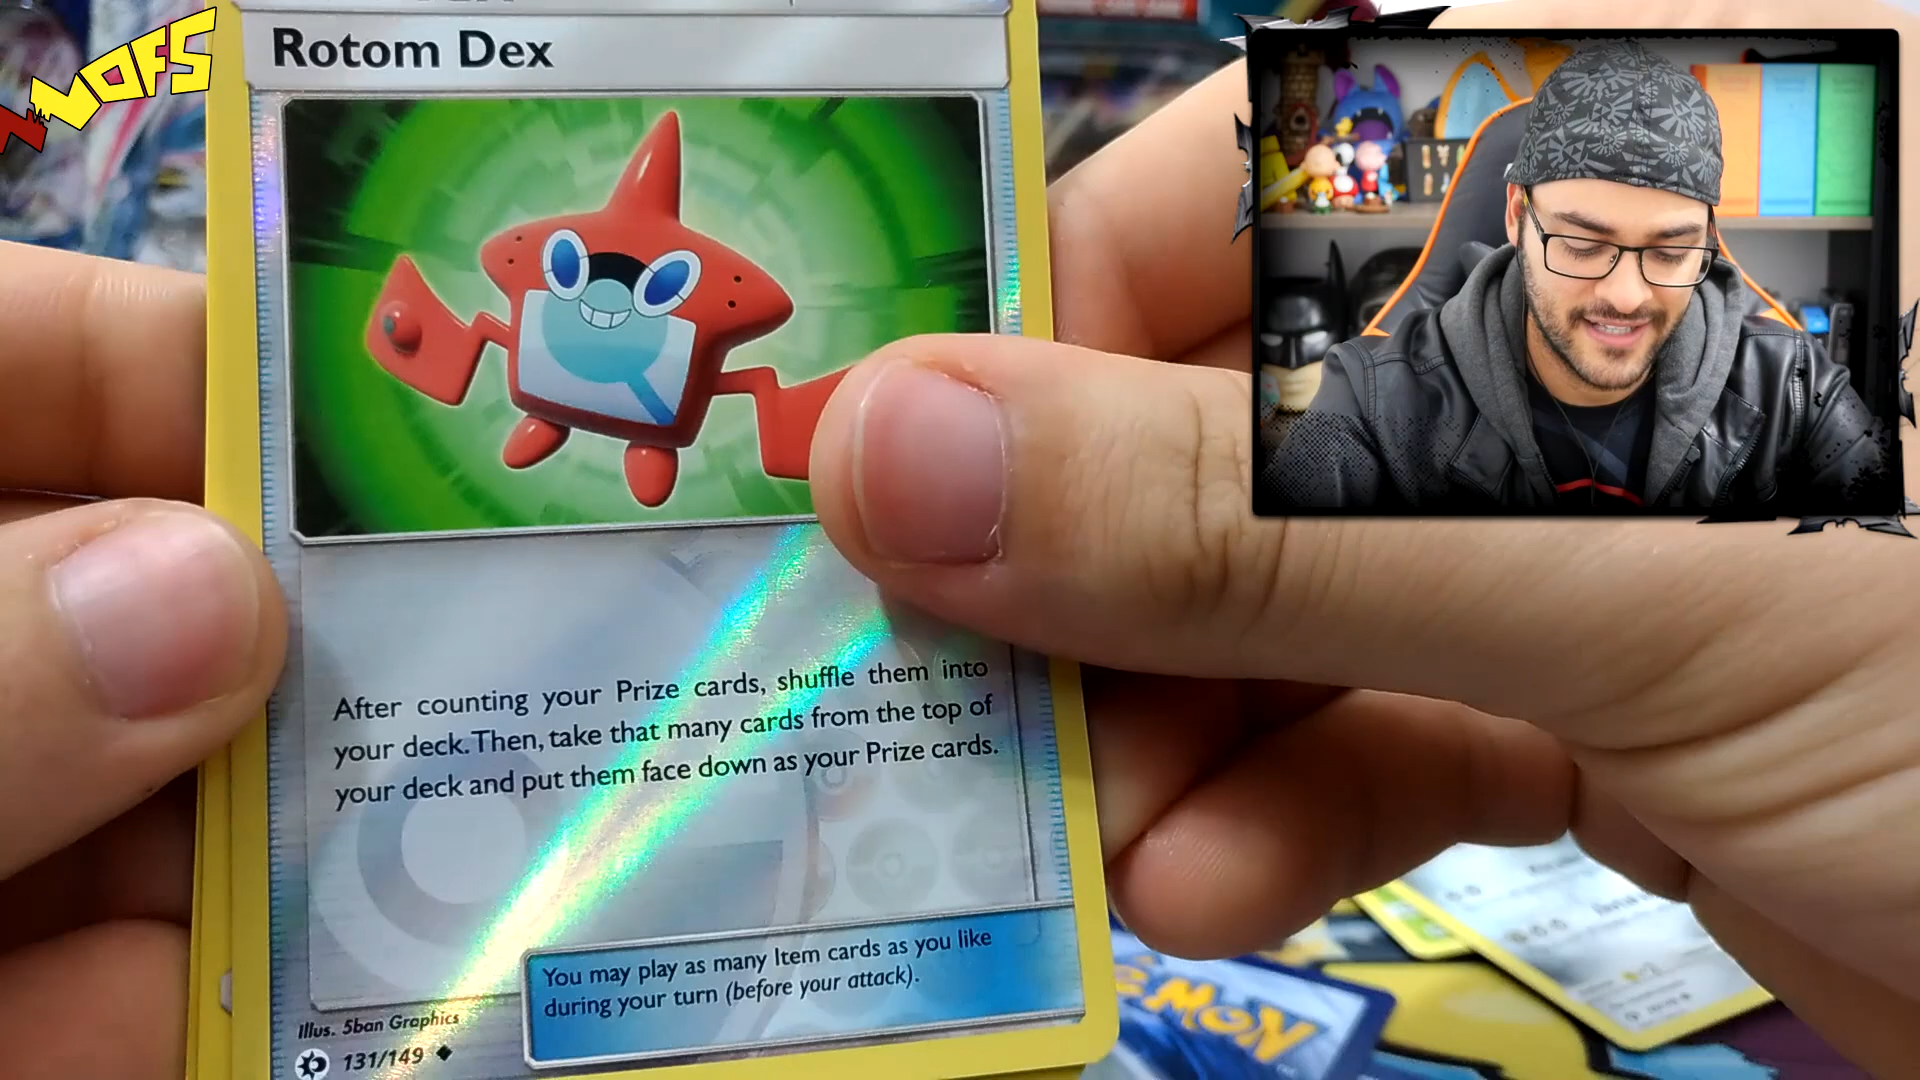 Rotom Dex
After counting your Prize cards, shuffle them into
your deck. Then, take that many cards from the top of
your deck and put them face down as your Prize cards.
You may play as many Item cards as you like
during your turn (before your attack).
Illus. 5ban Graphics
131/149